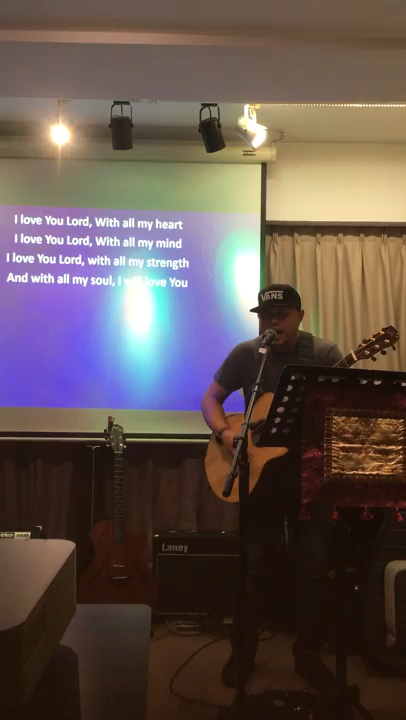 I love You Lord, With all my heart
I love You Lord, With all my mind
I love You Lord, with all my strength
And with all my soul, I will love You
VANS
Laney